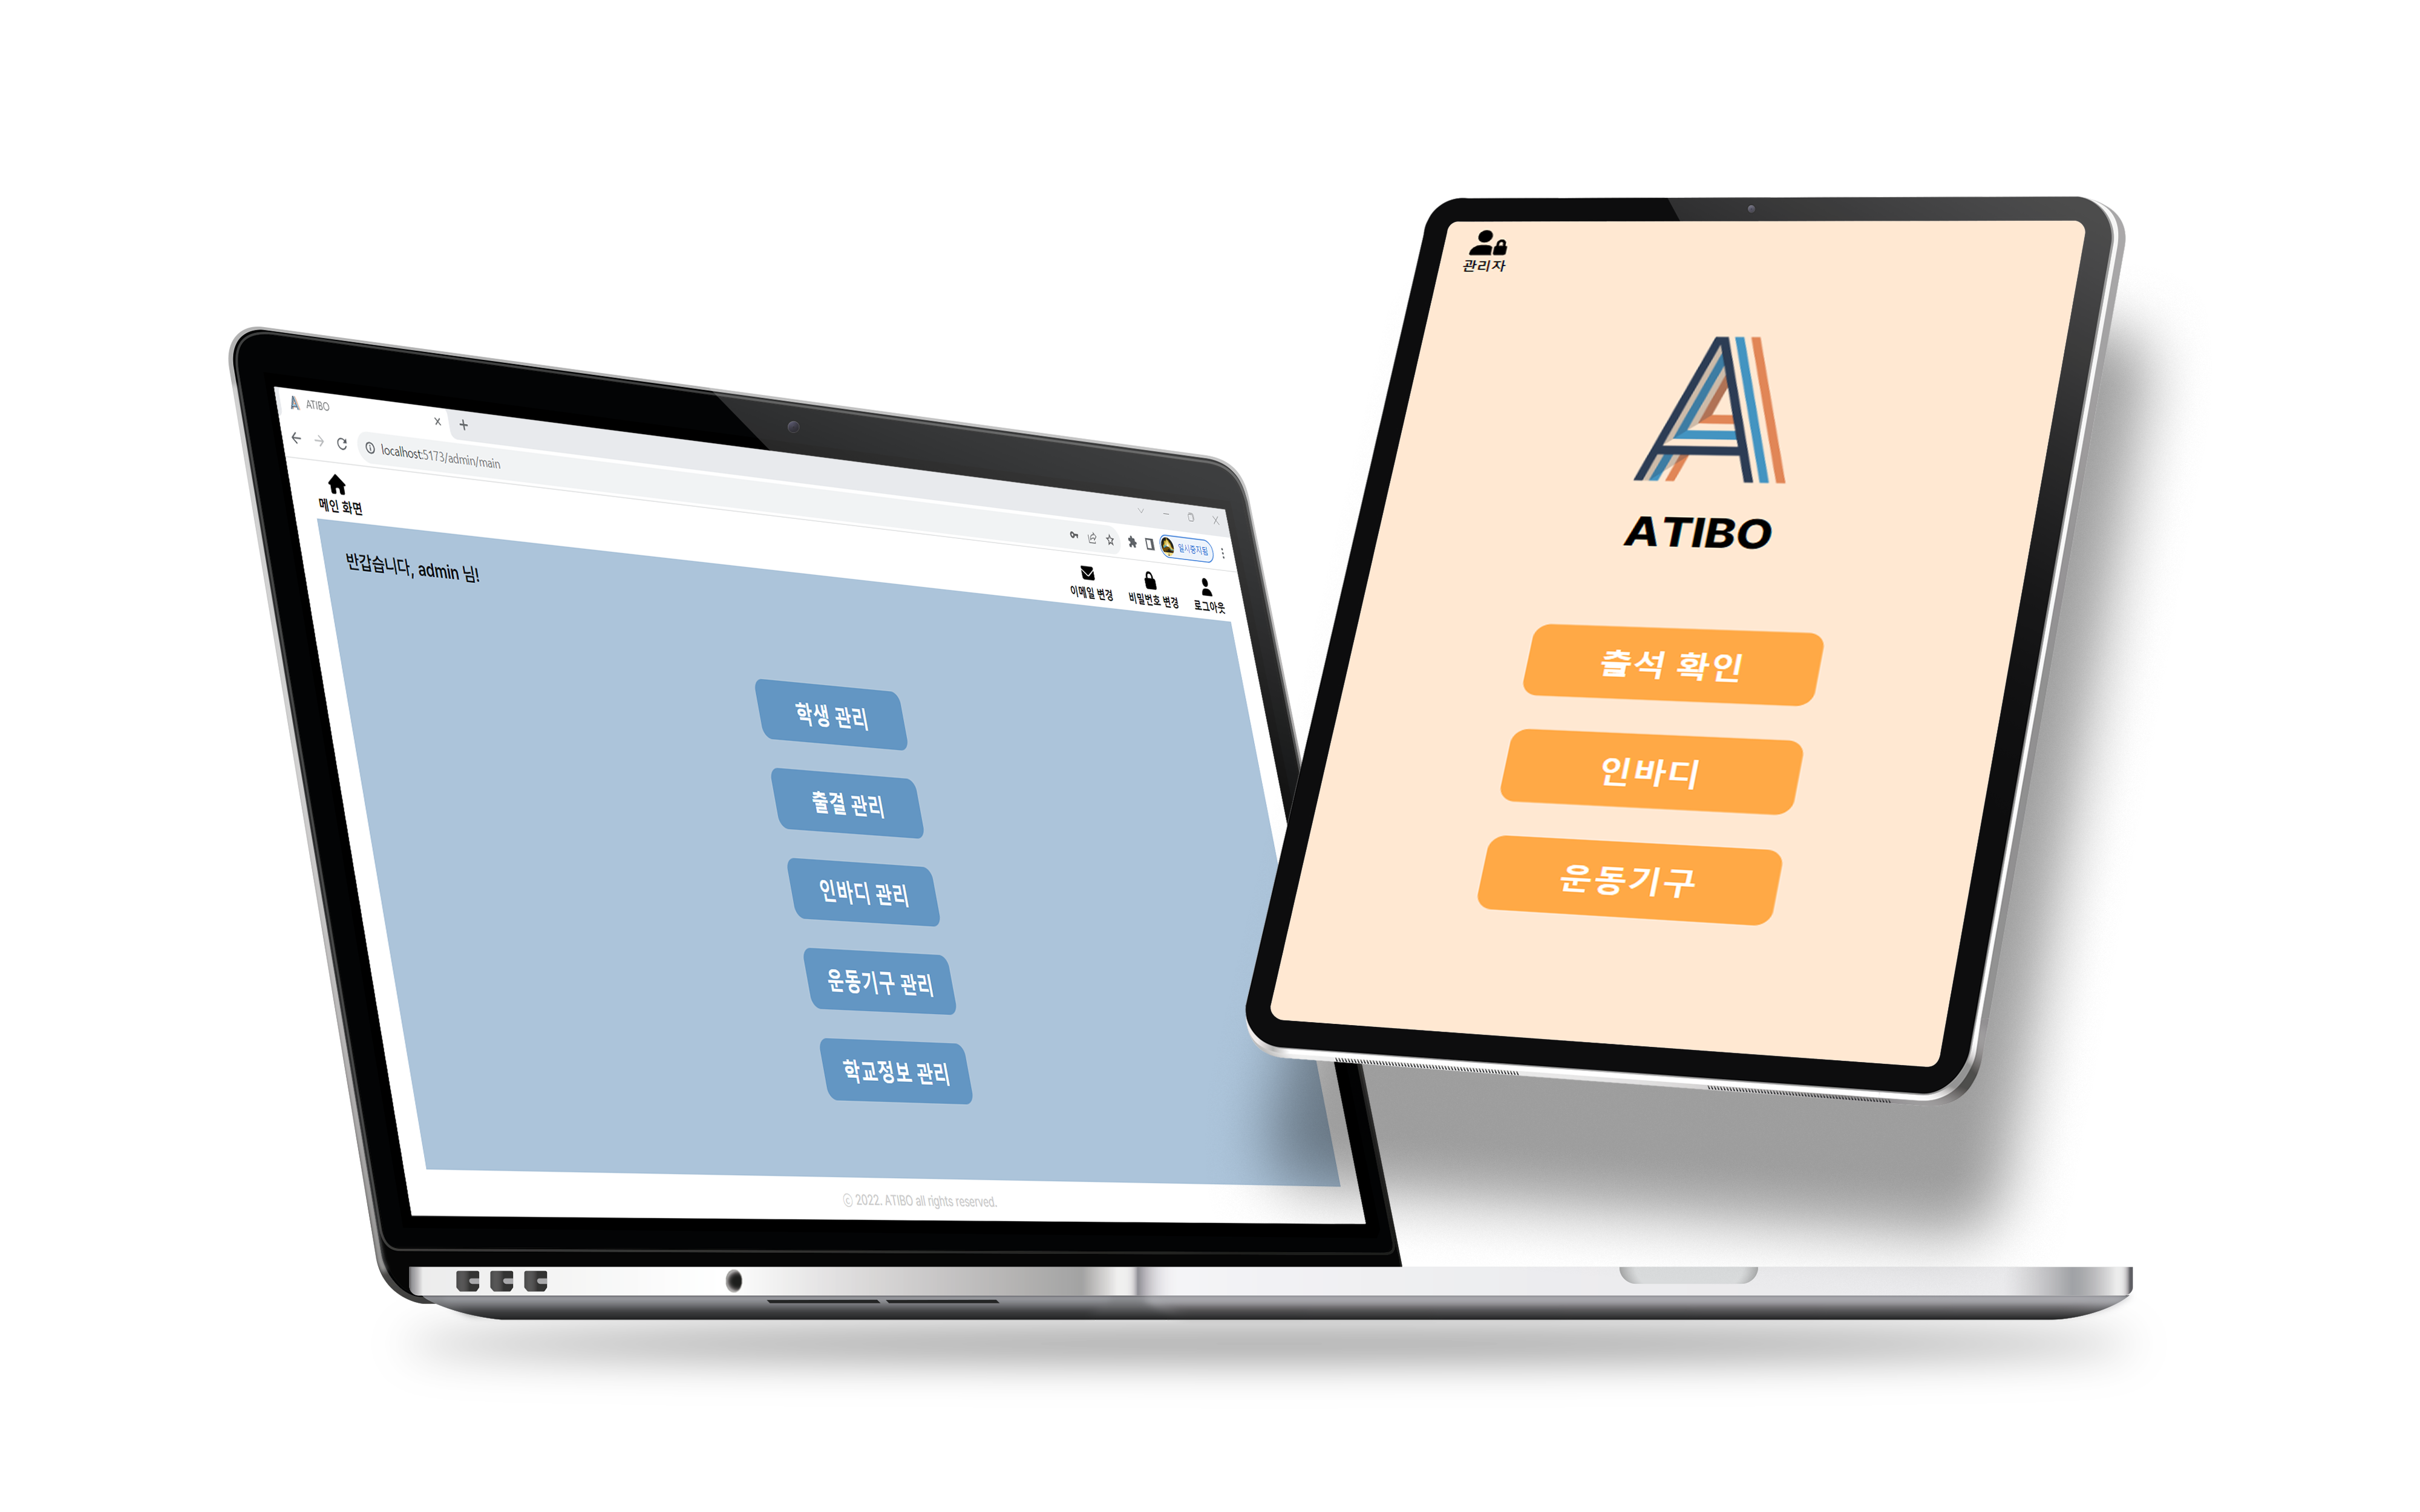 ATIBO
localhost:5173/admin/main
일시중지됨
메인 화면
이메일 변경
비밀번호 변경
로그아웃
반갑습니다, admin 님!
학생 관리
출결 관리
인바디 관리
운동기구 관리
학교정보 관리
ⓒ 2022. ATIBO all rights reserved.
관리자
ATIBO
출석 확인
인바디
운동기구